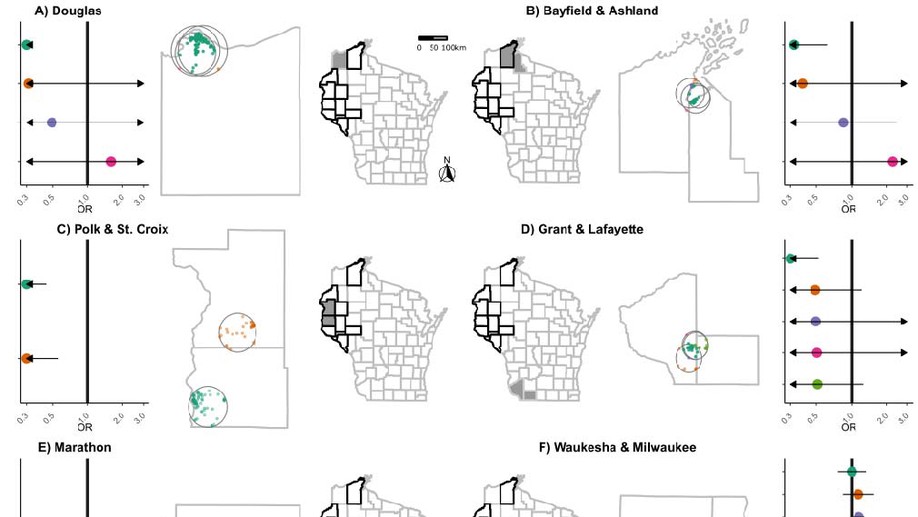 A) Douglas
B) Bayfield & Ashland
0 50 100km
N
0.3 0.5 1.0 2.0 3.0
OR
0.3 0.5 1.0 2.0 3.0
OR
C) Polk & St. Croix
D) Grant & Lafayette
0.3 0.5 1.0 2.0 3.0
OR
0.3 0.5 1.0 2.0 3.0
OR
E) Marathon
F) Waukesha & Milwaukee